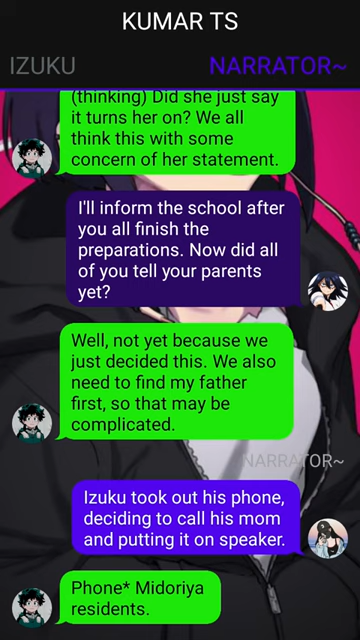 KUMAR TS
IZUKU
NARRATOR~
(thinking) Did she just say
it turns her on? We all
think this with some
concern of her statement.
I'll inform the school after
you all finish the
preparations. Now did all
of you tell your parents
yet?
Well, not yet because we
just decided this. We also
need to find my father
first, so that may be
complicated.
NARRATOR~
Izuku took out his phone,
deciding to call his mom
and putting it on speaker.
Phone* Midoriya
residents.